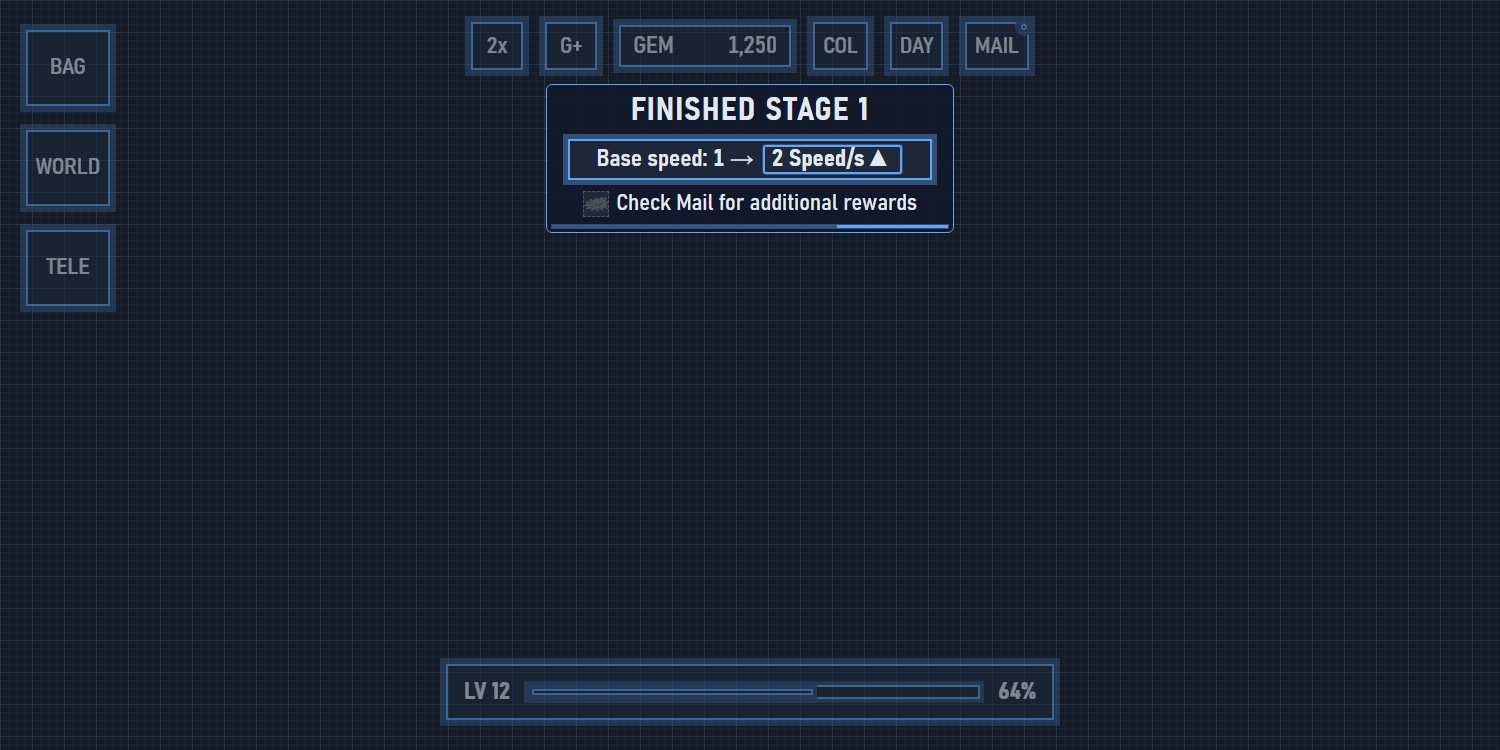 BAG
WORLD
TELE
2x
G+
GEM 1,250
COL
DAY
MAIL
FINISHED STAGE 1
Base speed: 1 → 2 Speed/s ▲
Check Mail for additional rewards
LV 12
64%